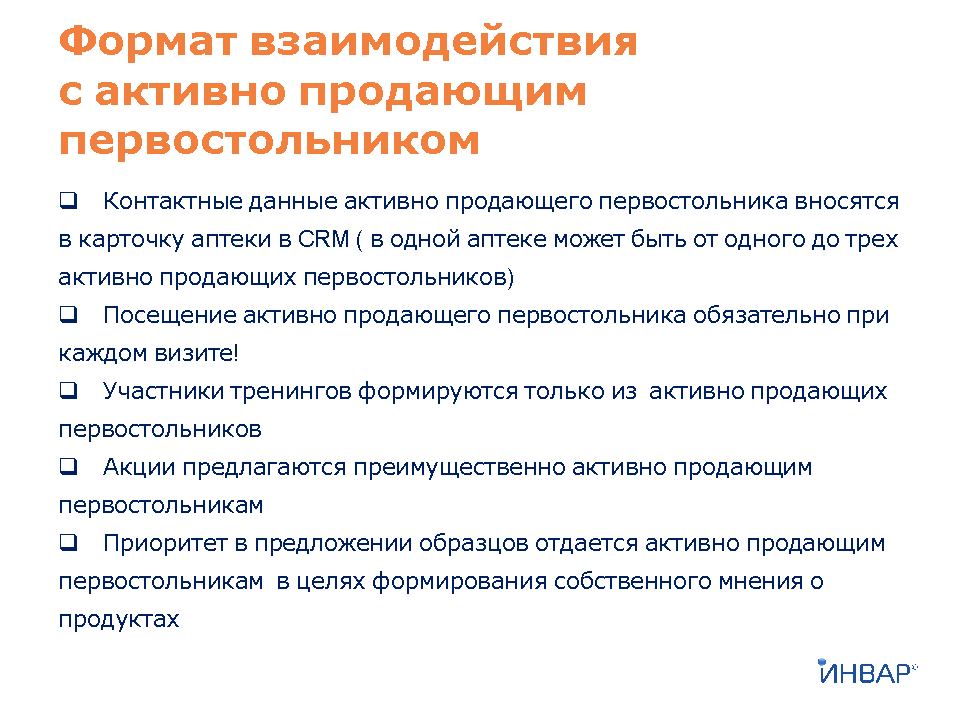 Формат взаимодействия
с активно продающим
первостольником
❑ Контактные данные активно продающего первостольника вносятся
в карточку аптеки в CRM ( в одной аптеке может быть от одного до трех
активно продающих первостольников)
❑ Посещение активно продающего первостольника обязательно при
каждом визите!
❑ Участники тренингов формируются только из  активно продающих
первостольников
❑ Акции предлагаются преимущественно активно продающим
первостольникам
❑ Приоритет в предложении образцов отдается активно продающим
первостольникам  в целях формирования собственного мнения о
продуктах
ИНВАР®